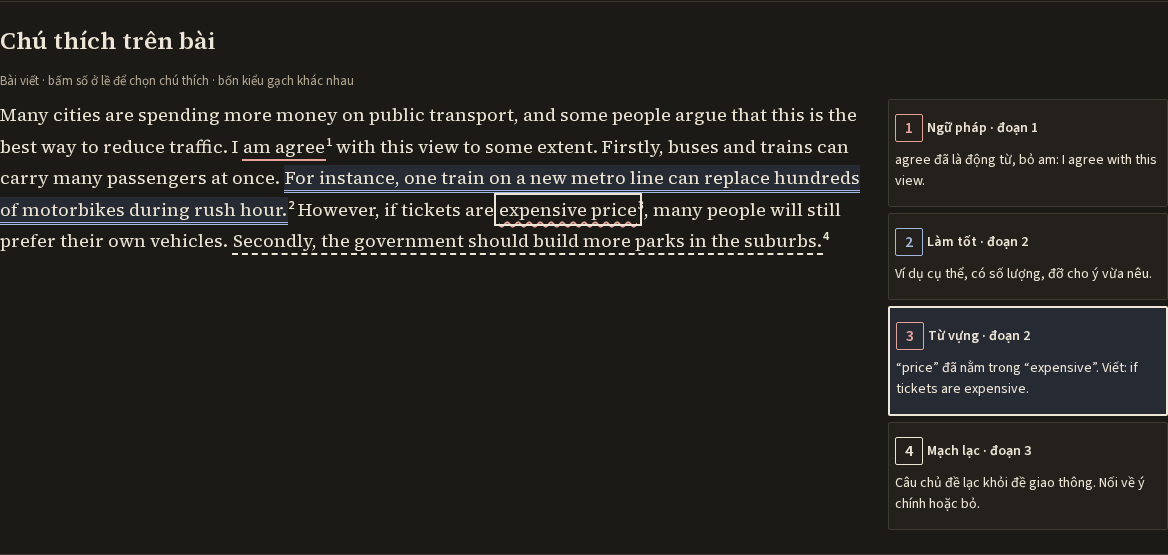 Chú thích trên bài
Bài viết · bấm số ở lề để chọn chú thích · bốn kiểu gạch khác nhau
Many cities are spending more money on public transport, and some people argue that this is the
best way to reduce traffic. I am agree1 with this view to some extent. Firstly, buses and trains can
carry many passengers at once. For instance, one train on a new metro line can replace hundreds
of motorbikes during rush hour.2 However, if tickets are expensive price3, many people will still
prefer their own vehicles. Secondly, the government should build more parks in the suburbs.4
1 Ngữ pháp · đoạn 1
agree đã là động từ, bỏ am: I agree with this
view.
2 Làm tốt · đoạn 2
Ví dụ cụ thể, có số lượng, đỡ cho ý vừa nêu.
3 Từ vựng · đoạn 2
“price” đã nằm trong “expensive”. Viết: if
tickets are expensive.
4 Mạch lạc · đoạn 3
Câu chủ đề lạc khỏi đề giao thông. Nối về ý
chính hoặc bỏ.